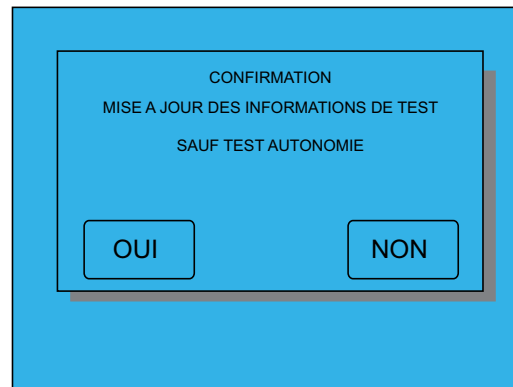 CONFIRMATION
MISE A JOUR DES INFORMATIONS DE TEST
SAUF TEST AUTONOMIE
OUI
NON